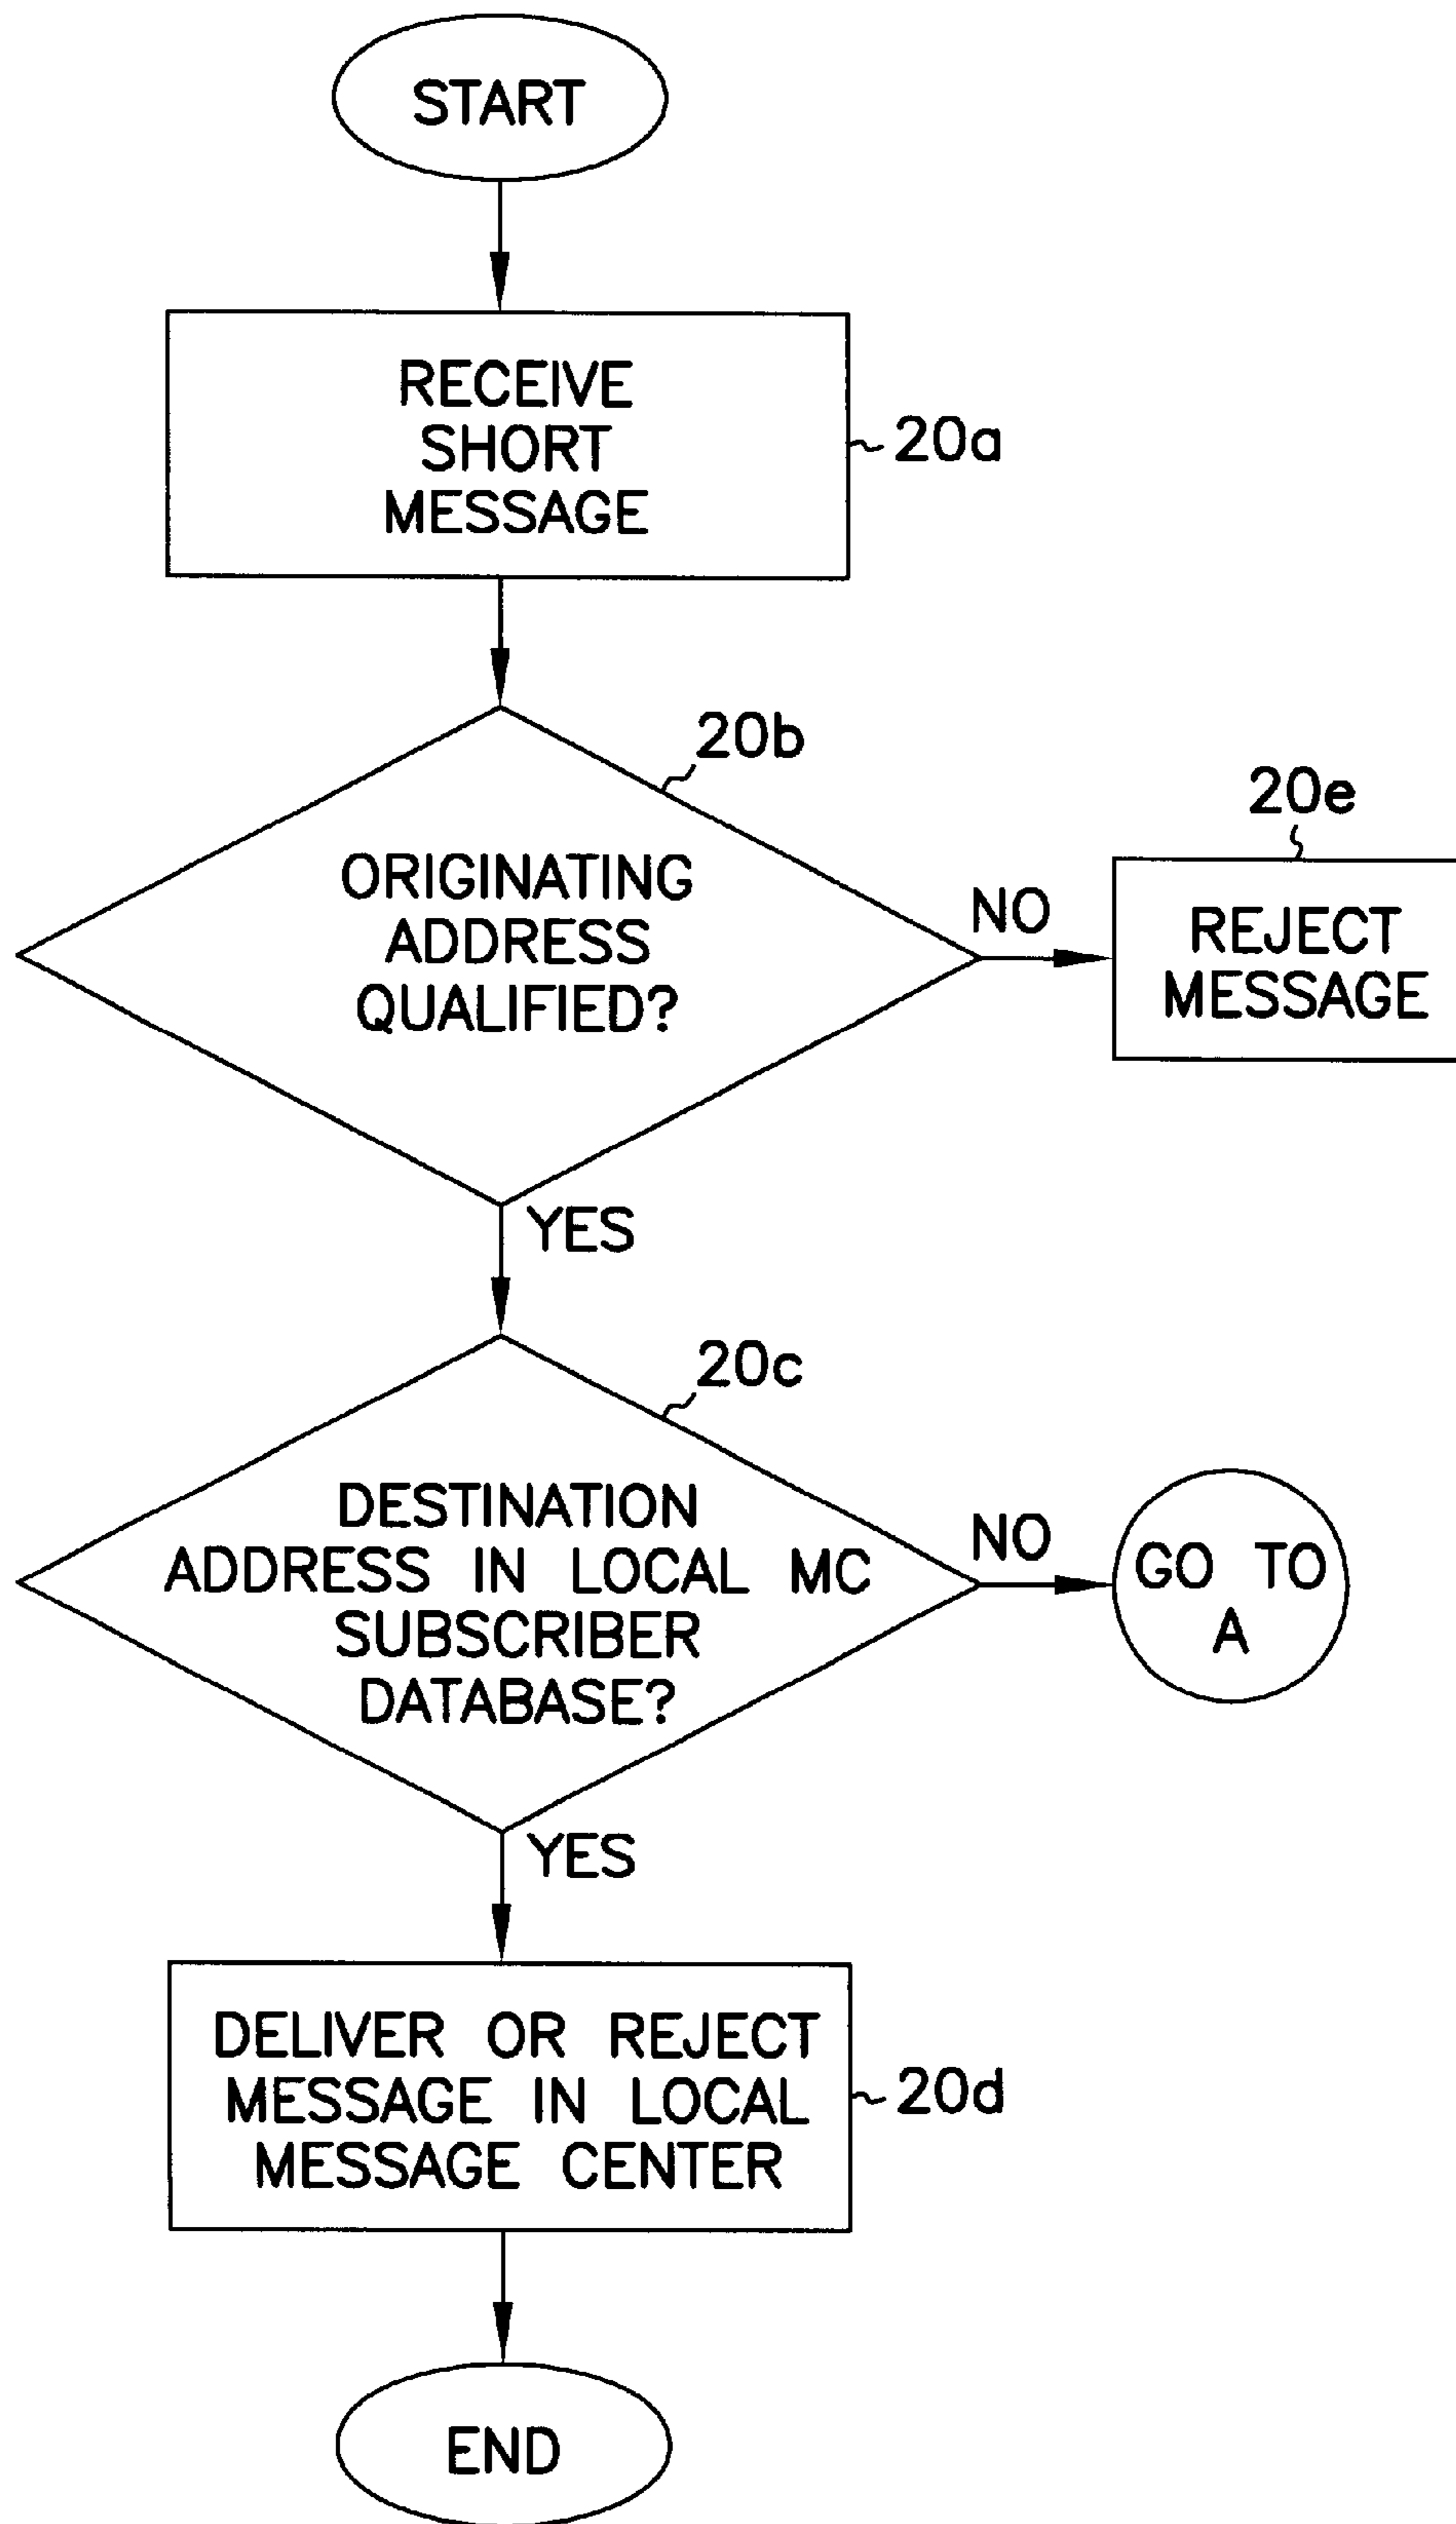 START
RECEIVE
SHORT
MESSAGE
20a
20b
ORIGINATING
ADDRESS
QUALIFIED?
NO
20e
REJECT
MESSAGE
YES
20c
DESTINATION
ADDRESS IN LOCAL MC
SUBSCRIBER
DATABASE?
NO
GO TO
A
YES
DELIVER OR REJECT
MESSAGE IN LOCAL
MESSAGE CENTER
20d
END